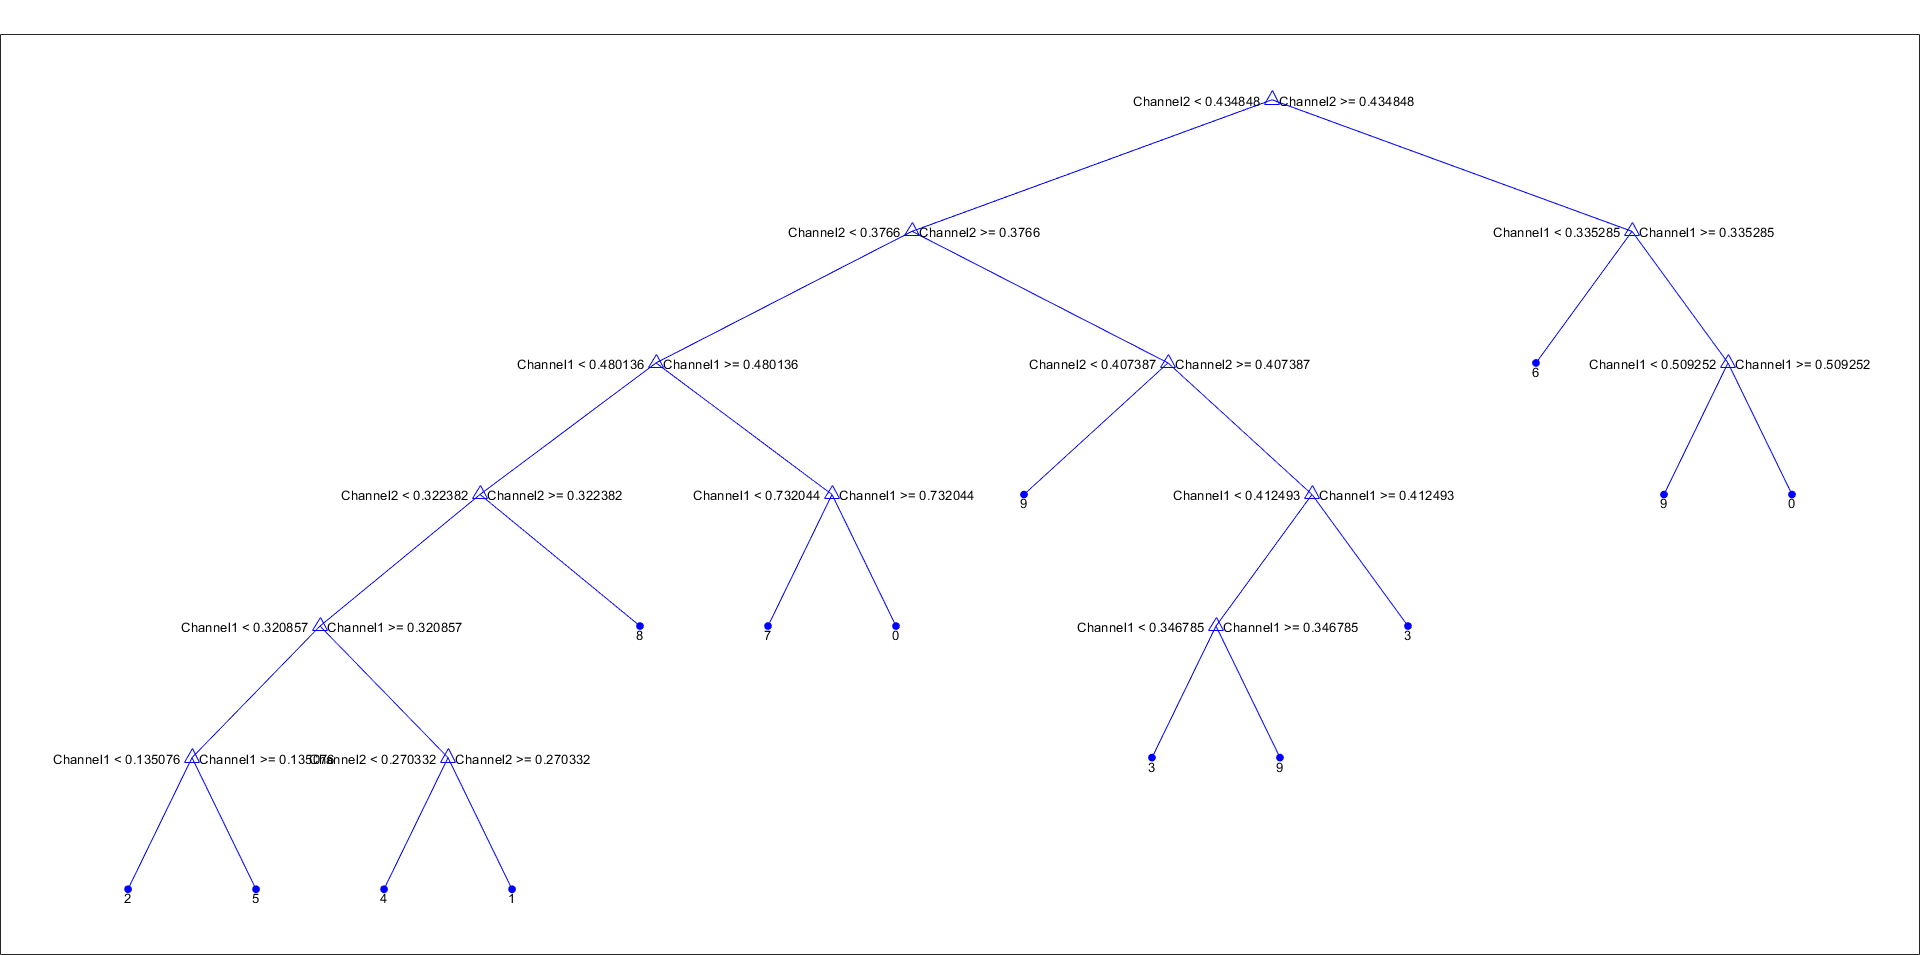 Channel2 < 0.434848 Channel2 >= 0.434848
Channel2 < 0.3766 Channel2 >= 0.3766 Channel1 < 0.335285 Channel1 >= 0.335285
Channel1 < 0.480136 Channel1 >= 0.480136 Channel2 < 0.407387 Channel2 >= 0.407387 6 Channel1 < 0.509252 Channel1 >= 0.509252
Channel2 < 0.322382 Channel2 >= 0.322382 Channel1 < 0.732044 Channel1 >= 0.732044 9 Channel1 < 0.412493 Channel1 >= 0.412493 9 0
Channel1 < 0.320857 Channel1 >= 0.320857 8 7 0 Channel1 < 0.346785 Channel1 >= 0.346785 3
Channel1 < 0.135076 Channel1 >= 0.135076 Channel2 < 0.270332 Channel2 >= 0.270332 3 9
2 5 4 1